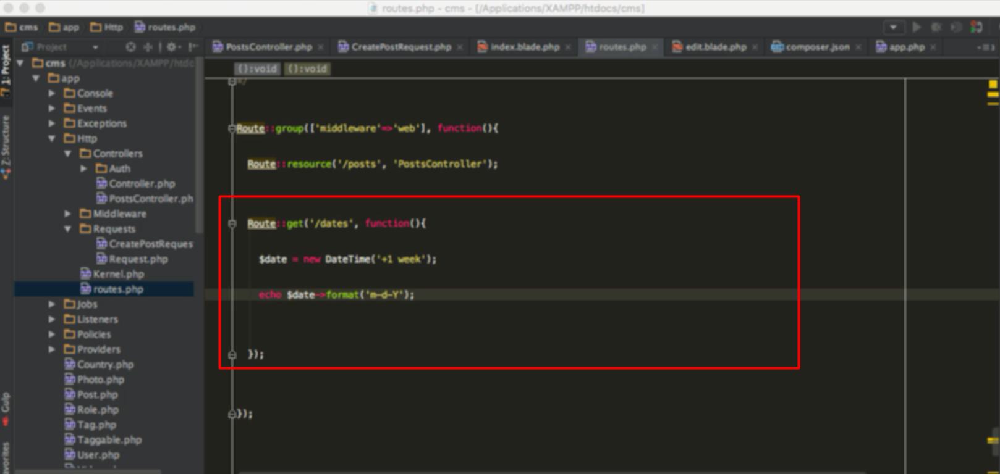 routes.php - cms - [/Applications/XAMPP/htdocs/cms]
cms app Http routes.php
Project
PostsController.php CreatePostRequest.php index.blade.php routes.php edit.blade.php composer.json app.php
1: Project
Z: Structure
Gulp
avorites
cms (/Applications/XAMPP/htdc
app
Console
Events
Exceptions
Http
Controllers
Auth
Controller.php
PostsController.ph
Middleware
Requests
CreatePostReques
Request.php
Kernel.php
routes.php
Jobs
Listeners
Policies
Providers
Country.php
Photo.php
Post.php
Role.php
Tag.php
Taggable.php
User.php
():void ():void
*/
Route::group(['middleware'=>'web'], function(){
Route::resource('/posts', 'PostsController');
Route::get('/dates', function(){
$date = new DateTime('+1 week');
echo $date->format('m-d-Y');
});
});